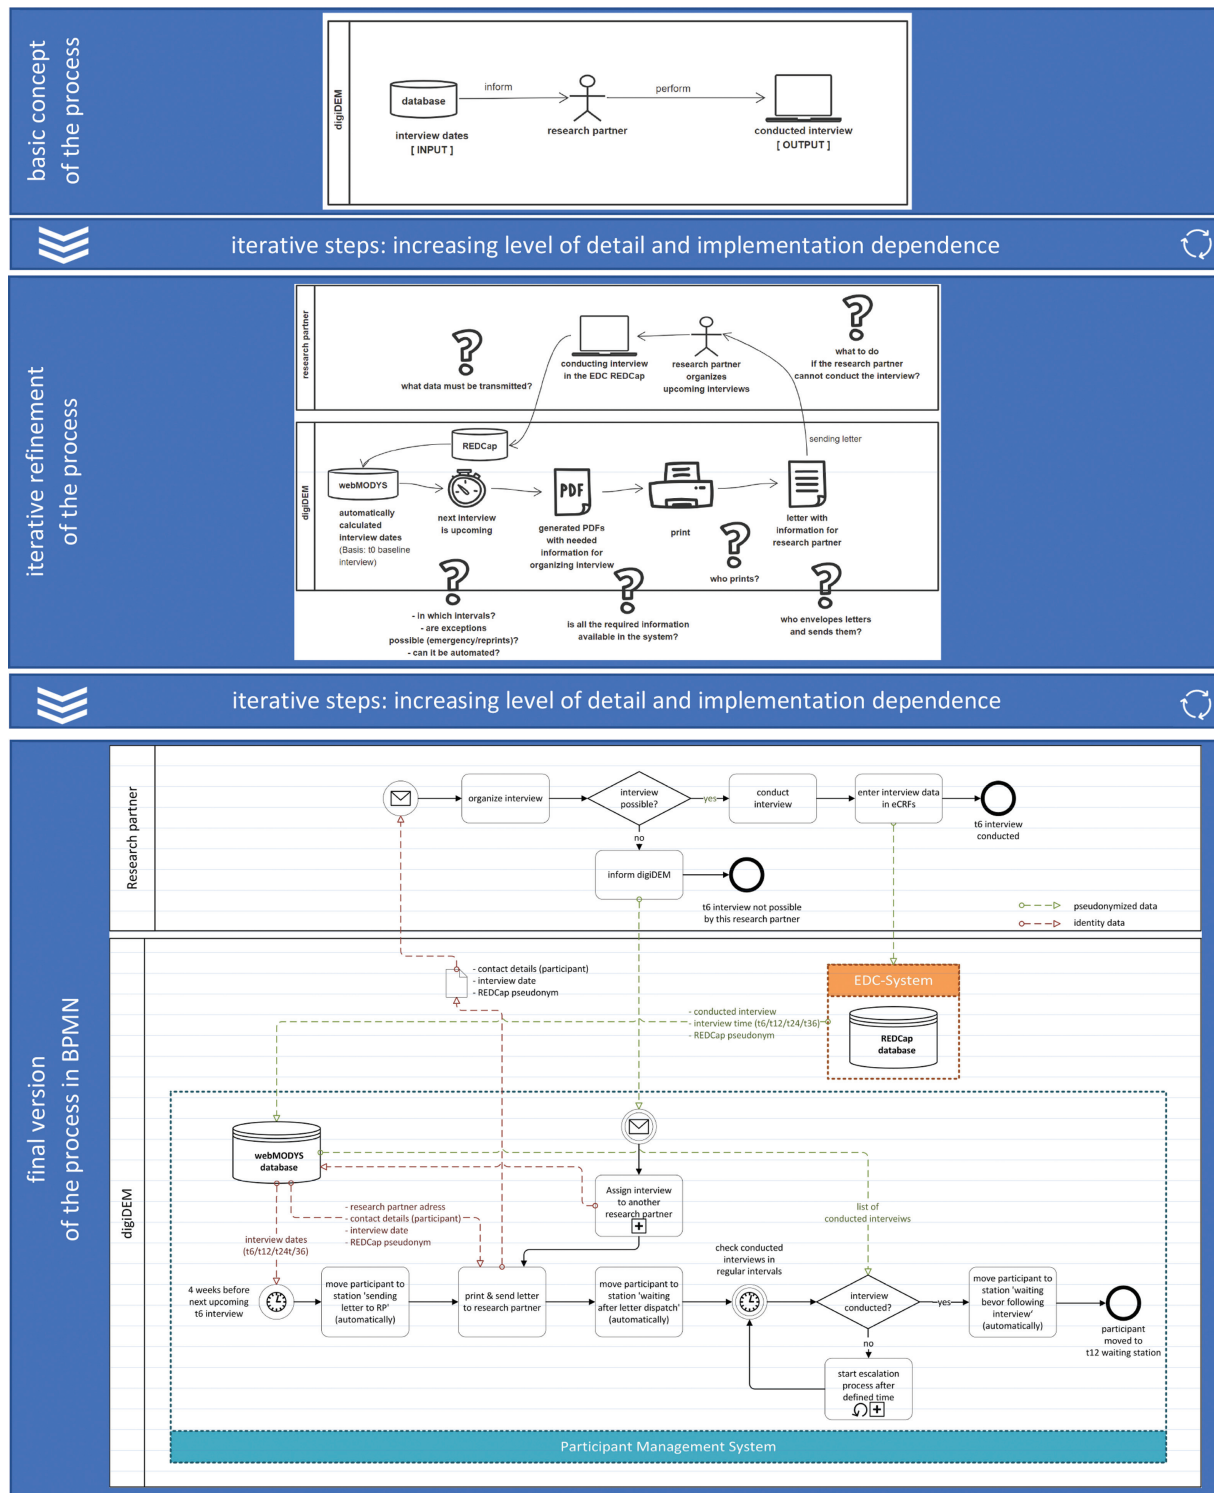 basic concept
of the process
digiDEM
database
inform
perform
interview dates
[ INPUT ]
research partner
conducted interview
[ OUTPUT ]
iterative steps: increasing level of detail and implementation dependence
iterative refinement
of the process
research partner
what data must be transmitted?
conducting interview
in the EDC REDCap
research partner
organizes
upcoming interviews
what to do
if the research partner
cannot conduct the interview?
digiDEM
REDCap
sending letter
webMODYS
PDF
automatically
calculated
interview dates
(Basis: t0 baseline
interview)
next interview
is upcoming
generated PDFs
with needed
information for
organizing interview
print
letter with
information for
research partner
who prints?
- in which intervals?
- are exceptions
possible (emergency/reprints)?
- can it be automated?
is all the required information
available in the system?
who envelopes letters
and sends them?
iterative steps: increasing level of detail and implementation dependence
final version
of the process in BPMN
Research partner
organize interview
interview
possible?
yes
conduct
interview
enter interview data
in eCRFs
t6 interview
conducted
no
inform digiDEM
t6 interview not possible
by this research partner
pseudonymized data
identity data
digiDEM
- contact details (participant)
- interview date
- REDCap pseudonym
EDC-System
REDCap
database
- conducted interview
- interview time (t6/t12/t24/t36)
- REDCap pseudonym
webMODYS
database
Assign interview
to another
research partner
- research partner adress
- contact details (participant)
- interview date
- REDCap pseudonym
interview dates
(t6/t12/t24t/36)
list of
conducted interveiws
check conducted
interviews in
regular intervals
4 weeks before
next upcoming
t6 interview
move participant to
station 'sending
letter to RP'
(automatically)
print & send letter
to research partner
move participant to
station 'waiting
after letter dispatch'
(automatically)
interview
conducted?
yes
move participant to
station 'waiting
bevor following
interview'
(automatically)
participant
moved to
t12 waiting station
no
start escalation
process after
defined time
Participant Management System